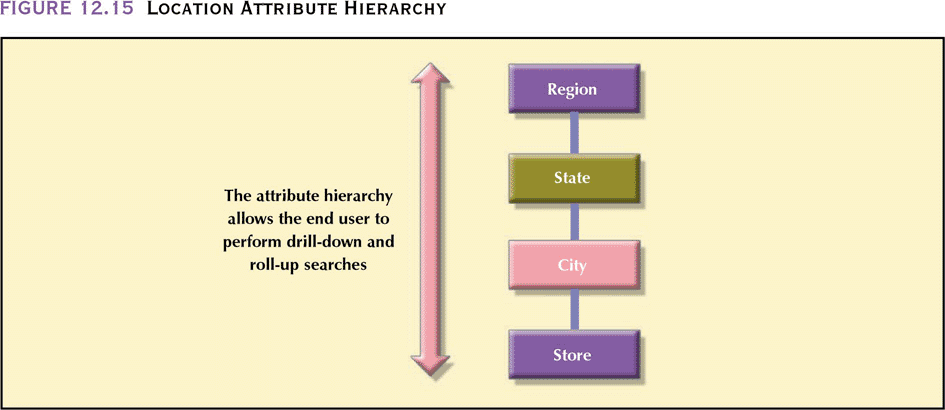 FIGURE 12.15 LOCATION ATTRIBUTE HIERARCHY
The attribute hierarchy
allows the end user to
perform drill-down and
roll-up searches
Region
State
City
Store